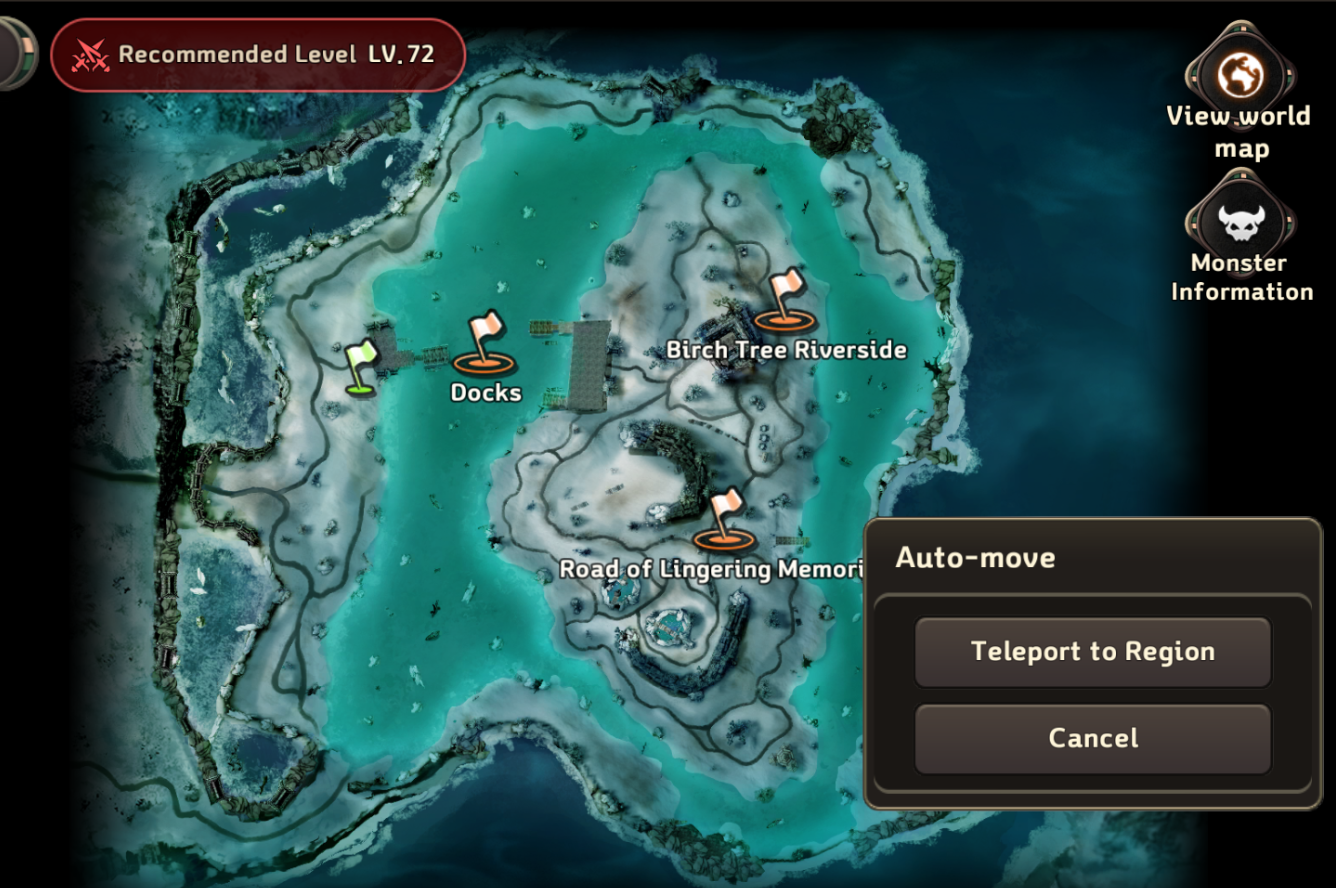 Recommended Level LV.72
View world
map
Monster
Information
Birch Tree Riverside
Docks
Road of Lingering Memori
Auto-move
Teleport to Region
Cancel